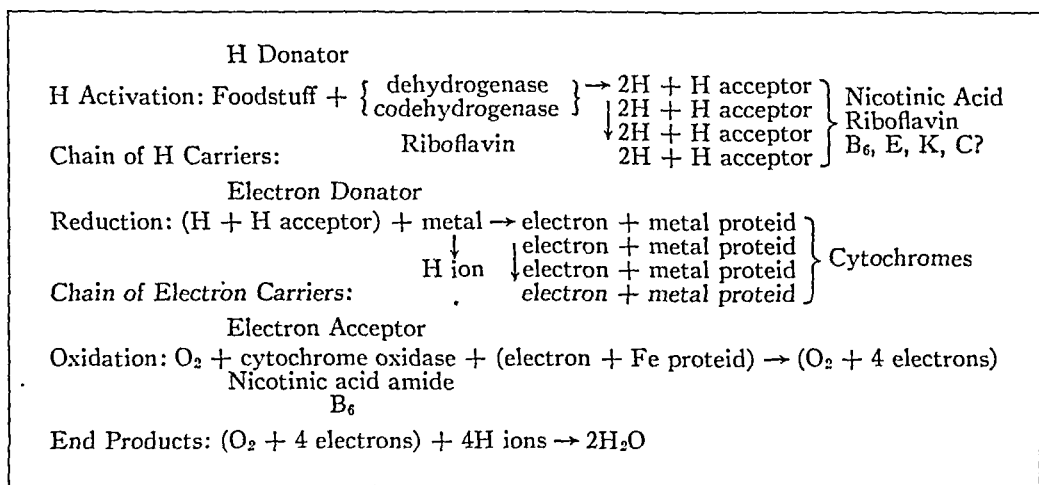 H Donator
H Activation: Foodstuff + { dehydrogenase codehydrogenase } → 2H + H acceptor
↓ 2H + H acceptor
2H + H acceptor
2H + H acceptor
} Nicotinic Acid
Riboflavin
B₆, E, K, C?
Riboflavin
Chain of H Carriers:
Electron Donator
Reduction: (H + H acceptor) + metal → electron + metal proteid
↓ H ion
↓ electron + metal proteid
electron + metal proteid
electron + metal proteid
} Cytochromes
Chain of Electron Carriers:
Electron Acceptor
Oxidation: O₂ + cytochrome oxidase + (electron + Fe proteid) → (O₂ + 4 electrons)
Nicotinic acid amide
B₆
End Products: (O₂ + 4 electrons) + 4H ions → 2H₂O